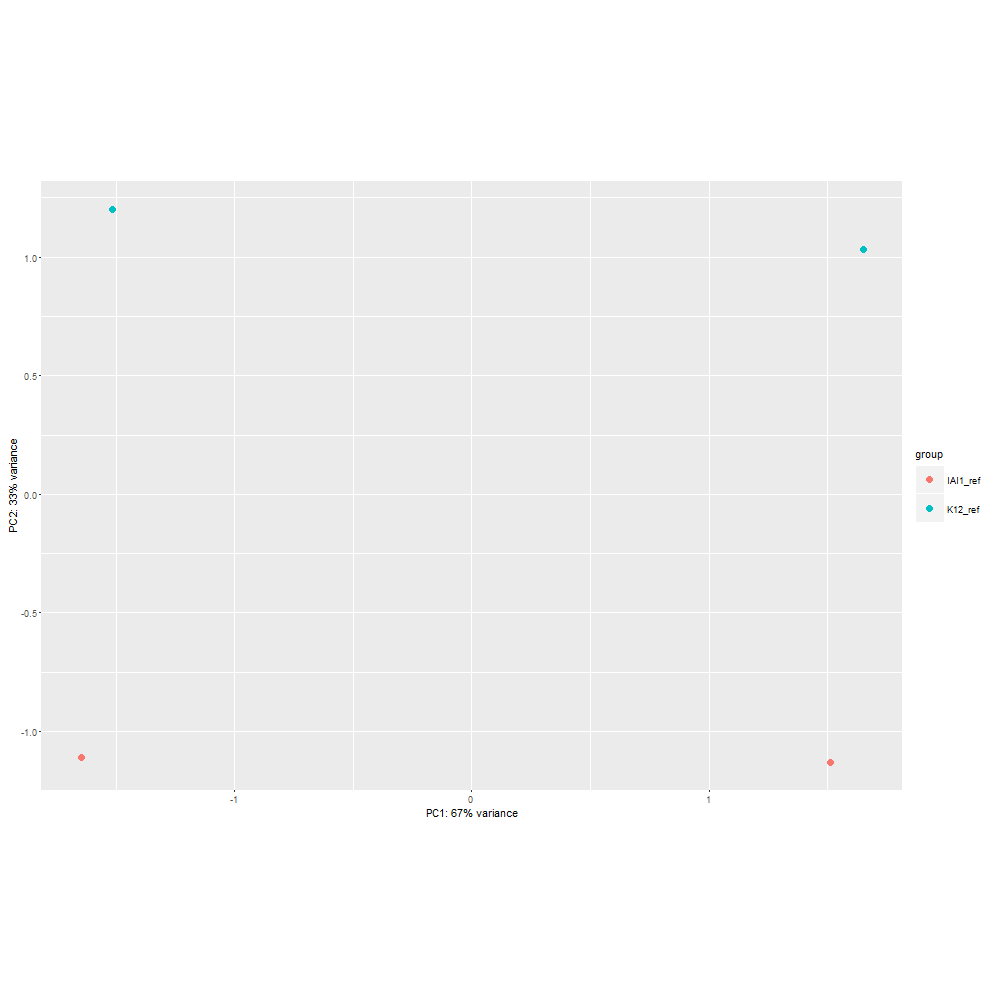 1.0
0.5
0.0
-0.5
-1.0
PC2: 33% variance
-1
0
1
PC1: 67% variance
group
IAI1_ref
K12_ref